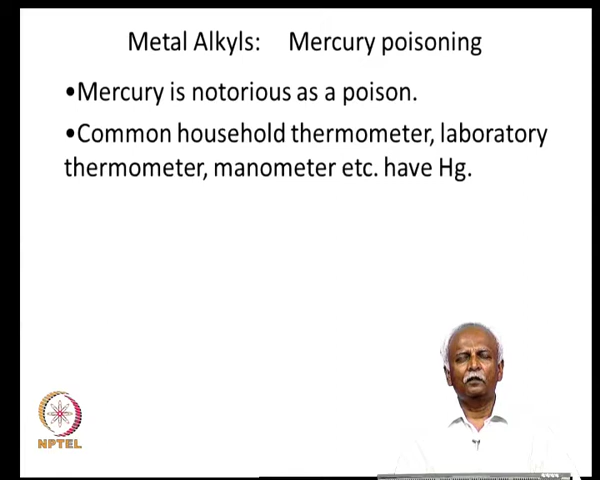 Metal Alkyls: Mercury poisoning
•Mercury is notorious as a poison.
•Common household thermometer, laboratory
thermometer, manometer etc. have Hg.
NPTEL